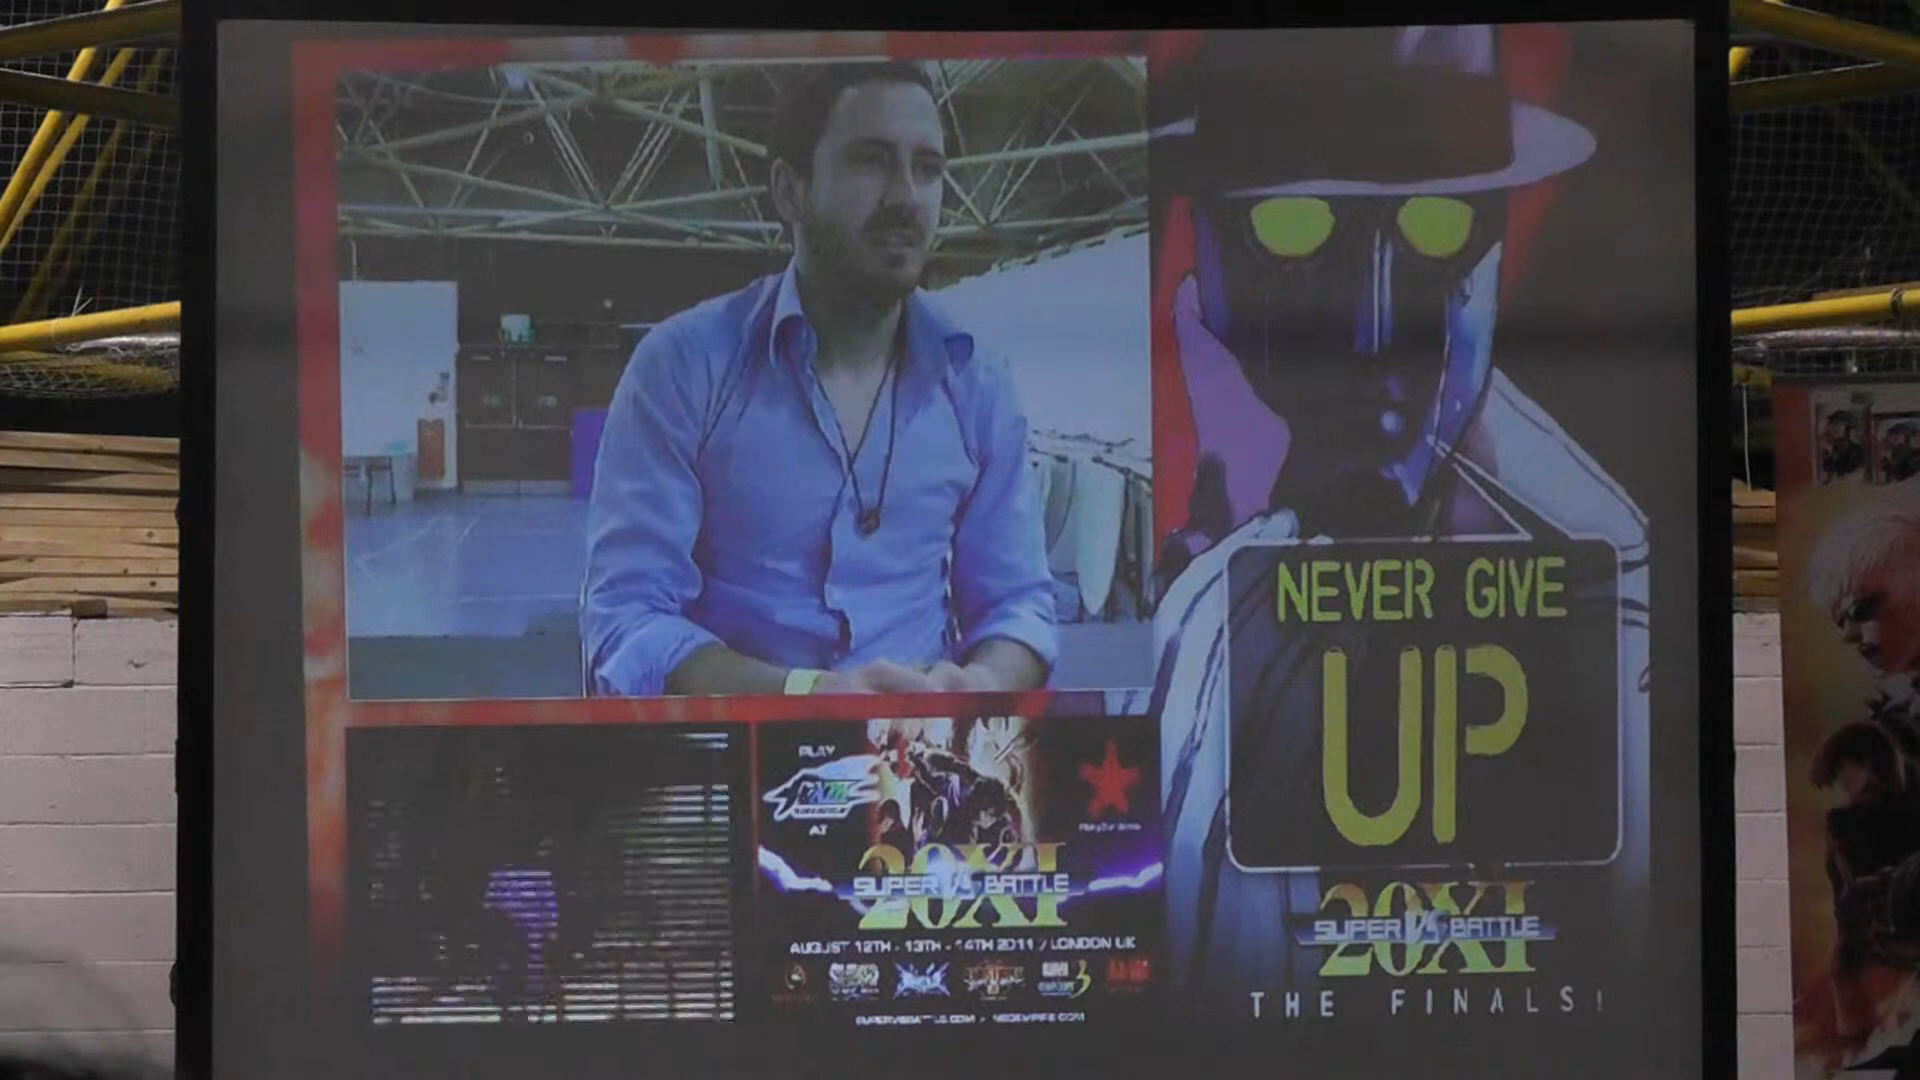 NEVER GIVE
UP
PLAY
AT
20XI
SUPER VS BATTLE
AUGUST 12TH - 13TH - 14TH 2011 / LONDON UK
20XI
SUPER VS BATTLE
THE FINALS!